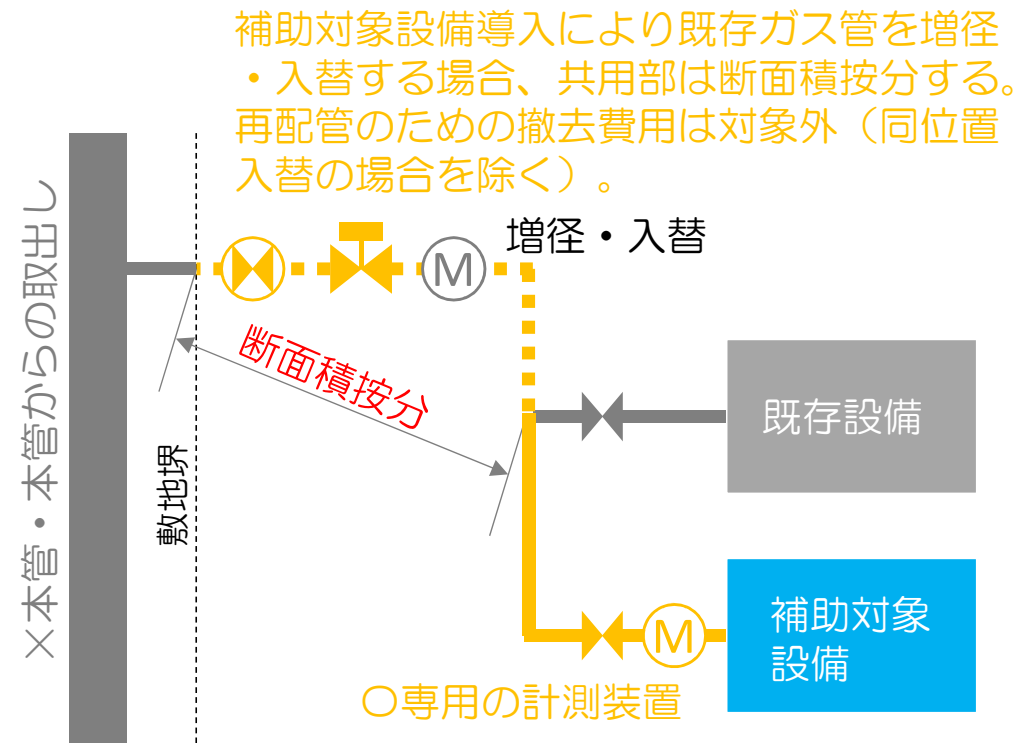 補助対象設備導入により既存ガス管を増径
・入替する場合、共用部は断面積按分する。
再配管のための撤去費用は対象外（同位置
入替の場合を除く）。
×本管・本管からの取出し
増径・入替
M
断面積按分
敷地堺
既存設備
補助対象
設備
M
〇専用の計測装置